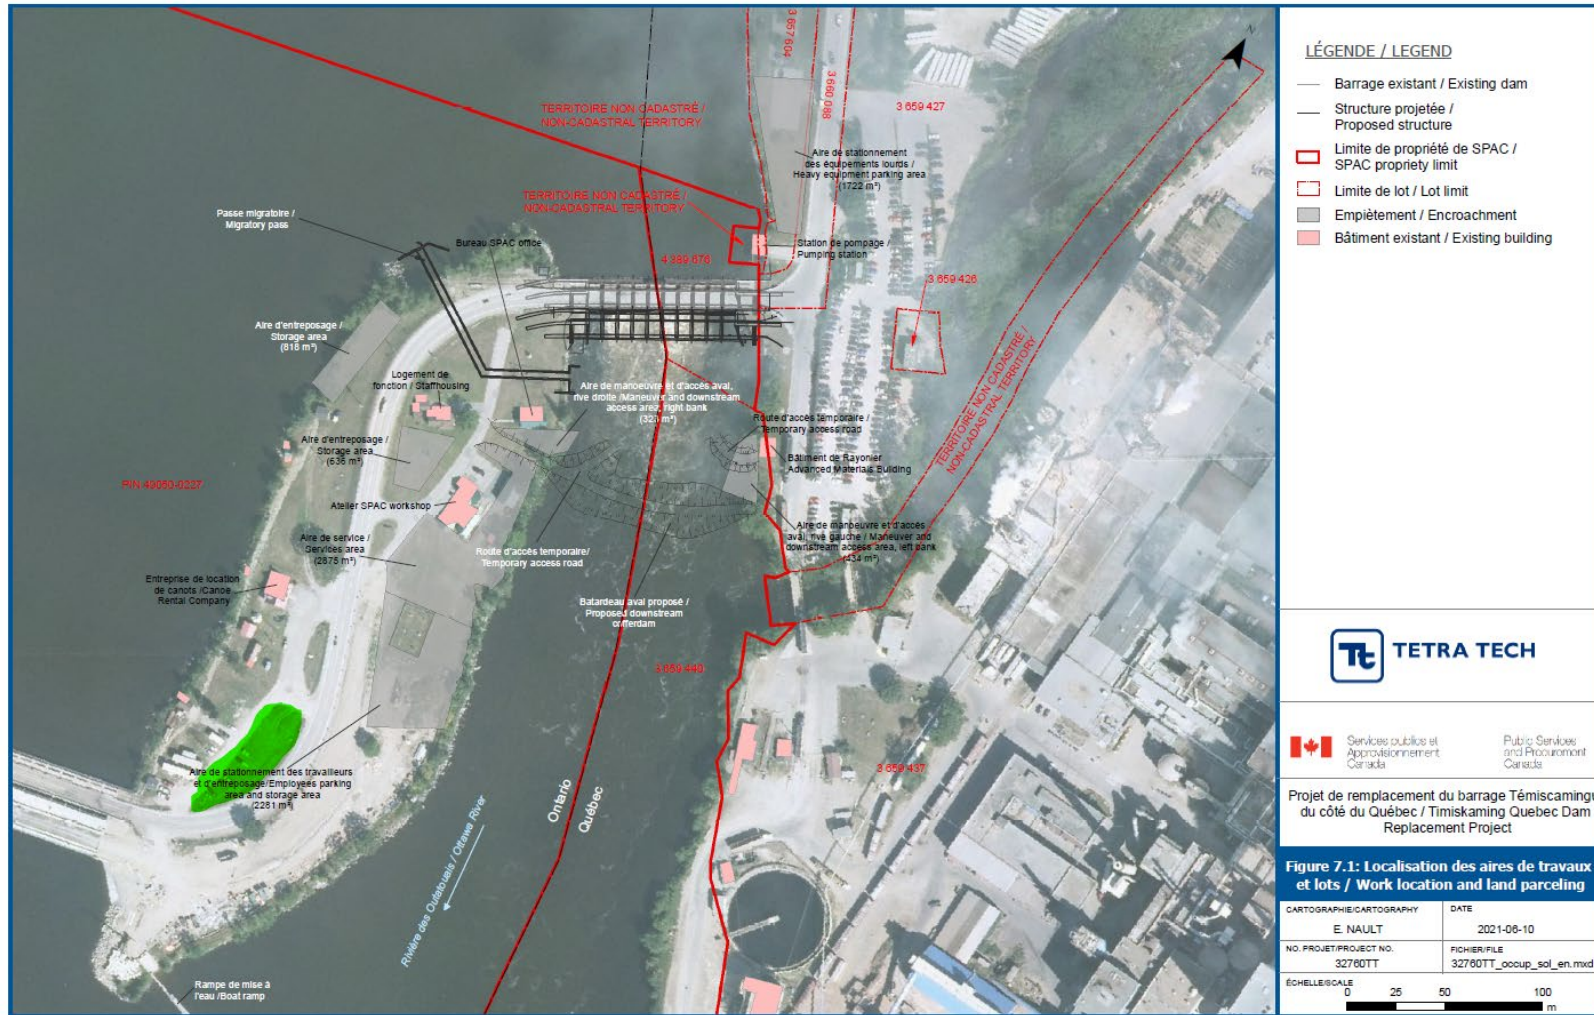 TERRITOIRE NON CADASTRÉ /
NON-CADASTRAL TERRITORY
3 657 604
3 660 088
3 659 427
Aire de stationnement
des équipements lourds /
Heavy equipment parking area
(1722 m²)
TERRITOIRE NON CADASTRÉ /
NON-CADASTRAL TERRITORY
Passe migratoire /
Migratory pass
Bureau SPAC office
4 389 676
Station de pompage /
Pumping station
3 659 426
Aire d'entreposage /
Storage area
(818 m²)
Logement de
fonction / Staffhousing
Aire de manoeuvre et d'accès aval,
rive droite /Maneuver and downstream
access area, right bank
Route d'accès temporaire /
Temporary access road
Aire d'entreposage /
Storage area
(636 m²)
Bâtiment de Rayonier
Advanced Materials Building
TERRITOIRE NON CADASTRÉ /
NON-CADASTRAL TERRITORY
PIN 49050-0227
Atelier SPAC workshop
Aire de service /
Services area
(2875 m²)
Aire de manoeuvre et d'accès
aval, rive gauche / Maneuver and
downstream access area, left bank
(434 m²)
Route d'accès temporaire/
Temporary access road
Entreprise de location
de canots /Canoe
Rental Company
Batardeau aval proposé /
Proposed downstream
cofferdam
3 659 440
Aire de stationnement des travailleurs
et d'entreposage/Employees parking
area and storage area
(2281 m²)
3 659 437
Ontario
Québec
Rivière des Outaouais / Ottawa River
Rampe de mise à
l'eau /Boat ramp
N
LÉGENDE / LEGEND
Barrage existant / Existing dam
Structure projetée /
Proposed structure
Limite de propriété de SPAC /
SPAC propriety limit
Limite de lot / Lot limit
Empiètement / Encroachment
Bâtiment existant / Existing building
Tt TETRA TECH
Services publics et
Approvisionnement
Canada
Public Services
and Procurement
Canada
Projet de remplacement du barrage Témiscamingu
du côté du Québec / Timiskaming Quebec Dam
Replacement Project
Figure 7.1: Localisation des aires de travaux
et lots / Work location and land parceling
CARTOGRAPHIE/CARTOGRAPHY
E. NAULT
DATE
2021-06-10
NO. PROJET/PROJECT NO.
32760TT
FICHIER/FILE
32760TT_occup_sol_en.mxd
ÉCHELLE/SCALE
0 25 50 100
m